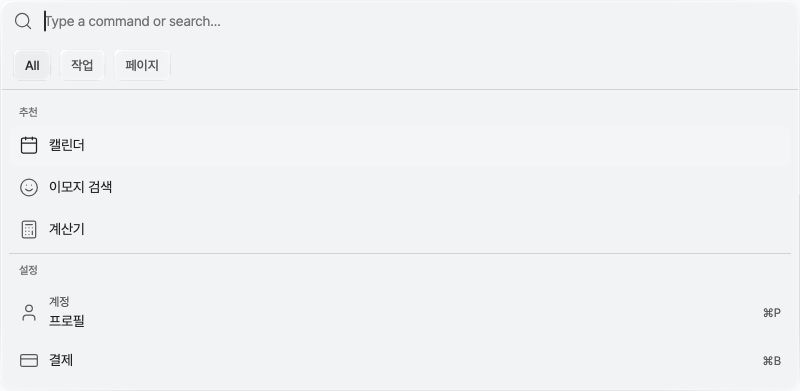 Type a command or search...
All 작업 페이지
추천
캘린더
이모지 검색
계산기
설정
계정
프로필 ⌘P
결제 ⌘B